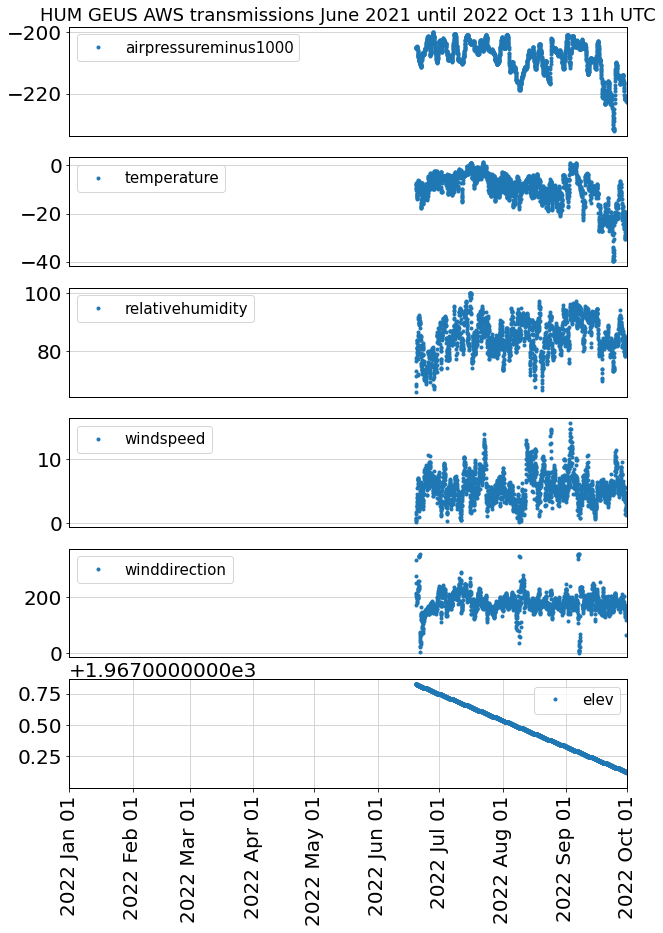 HUM GEUS AWS transmissions June 2021 until 2022 Oct 13 11h UTC
−200
−220
airpressureminus1000
0
−20
−40
temperature
100
80
relativehumidity
10
0
windspeed
200
0
winddirection
+1.9670000000e3
0.75
0.50
0.25
elev
2022 Jan 01
2022 Feb 01
2022 Mar 01
2022 Apr 01
2022 May 01
2022 Jun 01
2022 Jul 01
2022 Aug 01
2022 Sep 01
2022 Oct 01